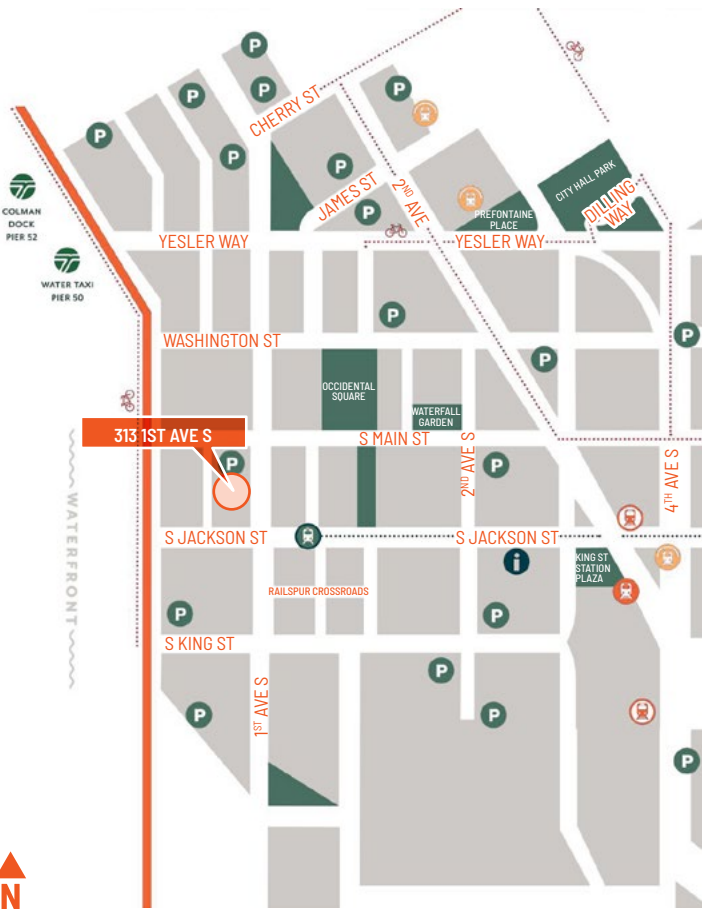 P
P
P
P
CHERRY ST
P
P
P
P
COLMAN
DOCK
PIER 52
JAMES ST
P
2ND AVE
CITY HALL PARK
DILLING
WAY
PREFONTAINE
PLACE
YESLER WAY
YESLER WAY
WATER TAXI
PIER 50
P
WASHINGTON ST
P
P
OCCIDENTAL
SQUARE
WATERFALL
GARDEN
313 1ST AVE S
S MAIN ST
P
P
2ND AVE S
4TH AVE S
WATERFRONT
S JACKSON ST
S JACKSON ST
i
KING ST
STATION
PLAZA
RAILSPUR CROSSROADS
P
P
S KING ST
P
1ST AVE S
P
P
P
N